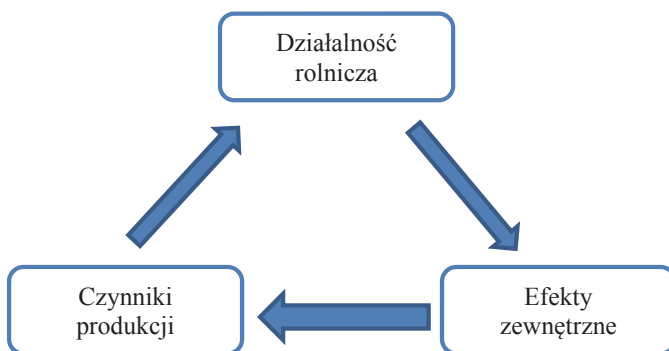 Działalność
rolnicza
Czynniki
produkcji
Efekty
zewnętrzne